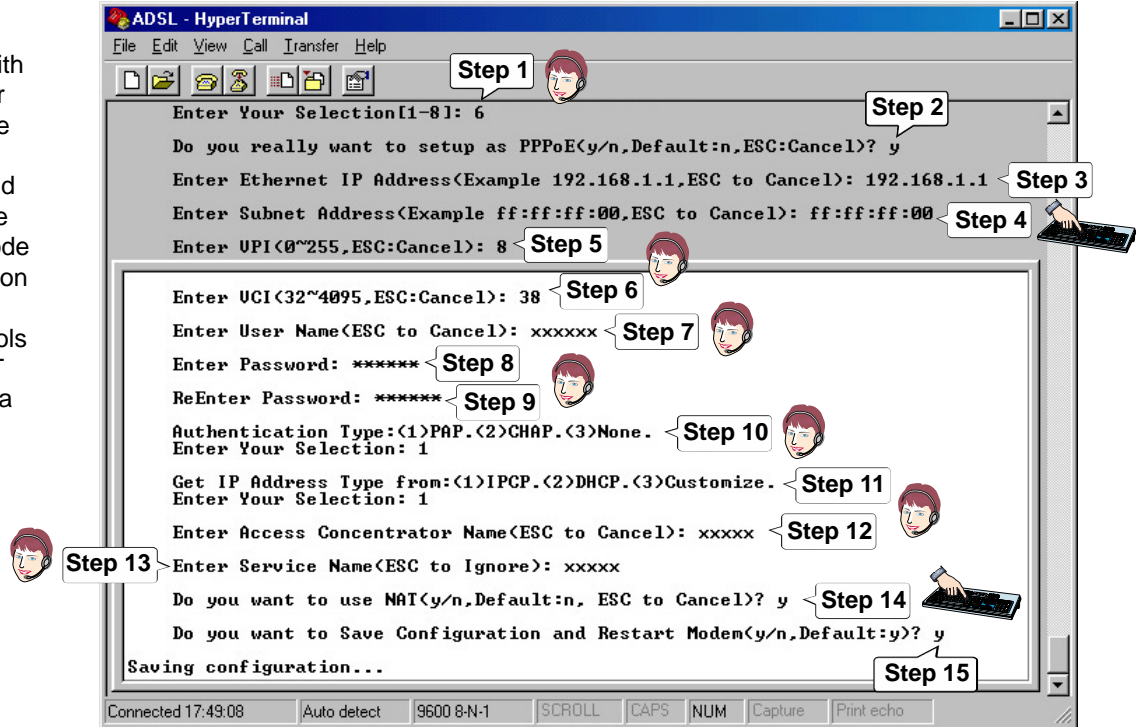 ADSL - HyperTerminal
File Edit View Call Transfer Help
Step 1
Enter Your Selection[1-8]: 6
Step 2
Do you really want to setup as PPPoE(y/n,Default:n,ESC:Cancel)? y
Enter Ethernet IP Address(Example 192.168.1.1,ESC to Cancel): 192.168.1.1
Step 3
Enter Subnet Address(Example ff:ff:ff:00,ESC to Cancel): ff:ff:ff:00
Step 4
Enter VPI(0~255,ESC:Cancel): 8
Step 5
Enter VCI(32~4095,ESC:Cancel): 38
Step 6
Enter User Name(ESC to Cancel): xxxxxx
Step 7
Enter Password: ******
Step 8
ReEnter Password: ******
Step 9
Authentication Type:(1)PAP.(2)CHAP.(3)None.
Step 10
Enter Your Selection: 1
Get IP Address Type from:(1)IPCP.(2)DHCP.(3)Customize.
Step 11
Enter Your Selection: 1
Enter Access Concentrator Name(ESC to Cancel): xxxxx
Step 12
Step 13
Enter Service Name(ESC to Ignore): xxxxx
Do you want to use NAT(y/n,Default:n, ESC to Cancel)? y
Step 14
Do you want to Save Configuration and Restart Modem(y/n,Default:y)? y
Step 15
Saving configuration...
Connected 17:49:08 Auto detect 9600 8-N-1 SCROLL CAPS NUM Capture Print echo